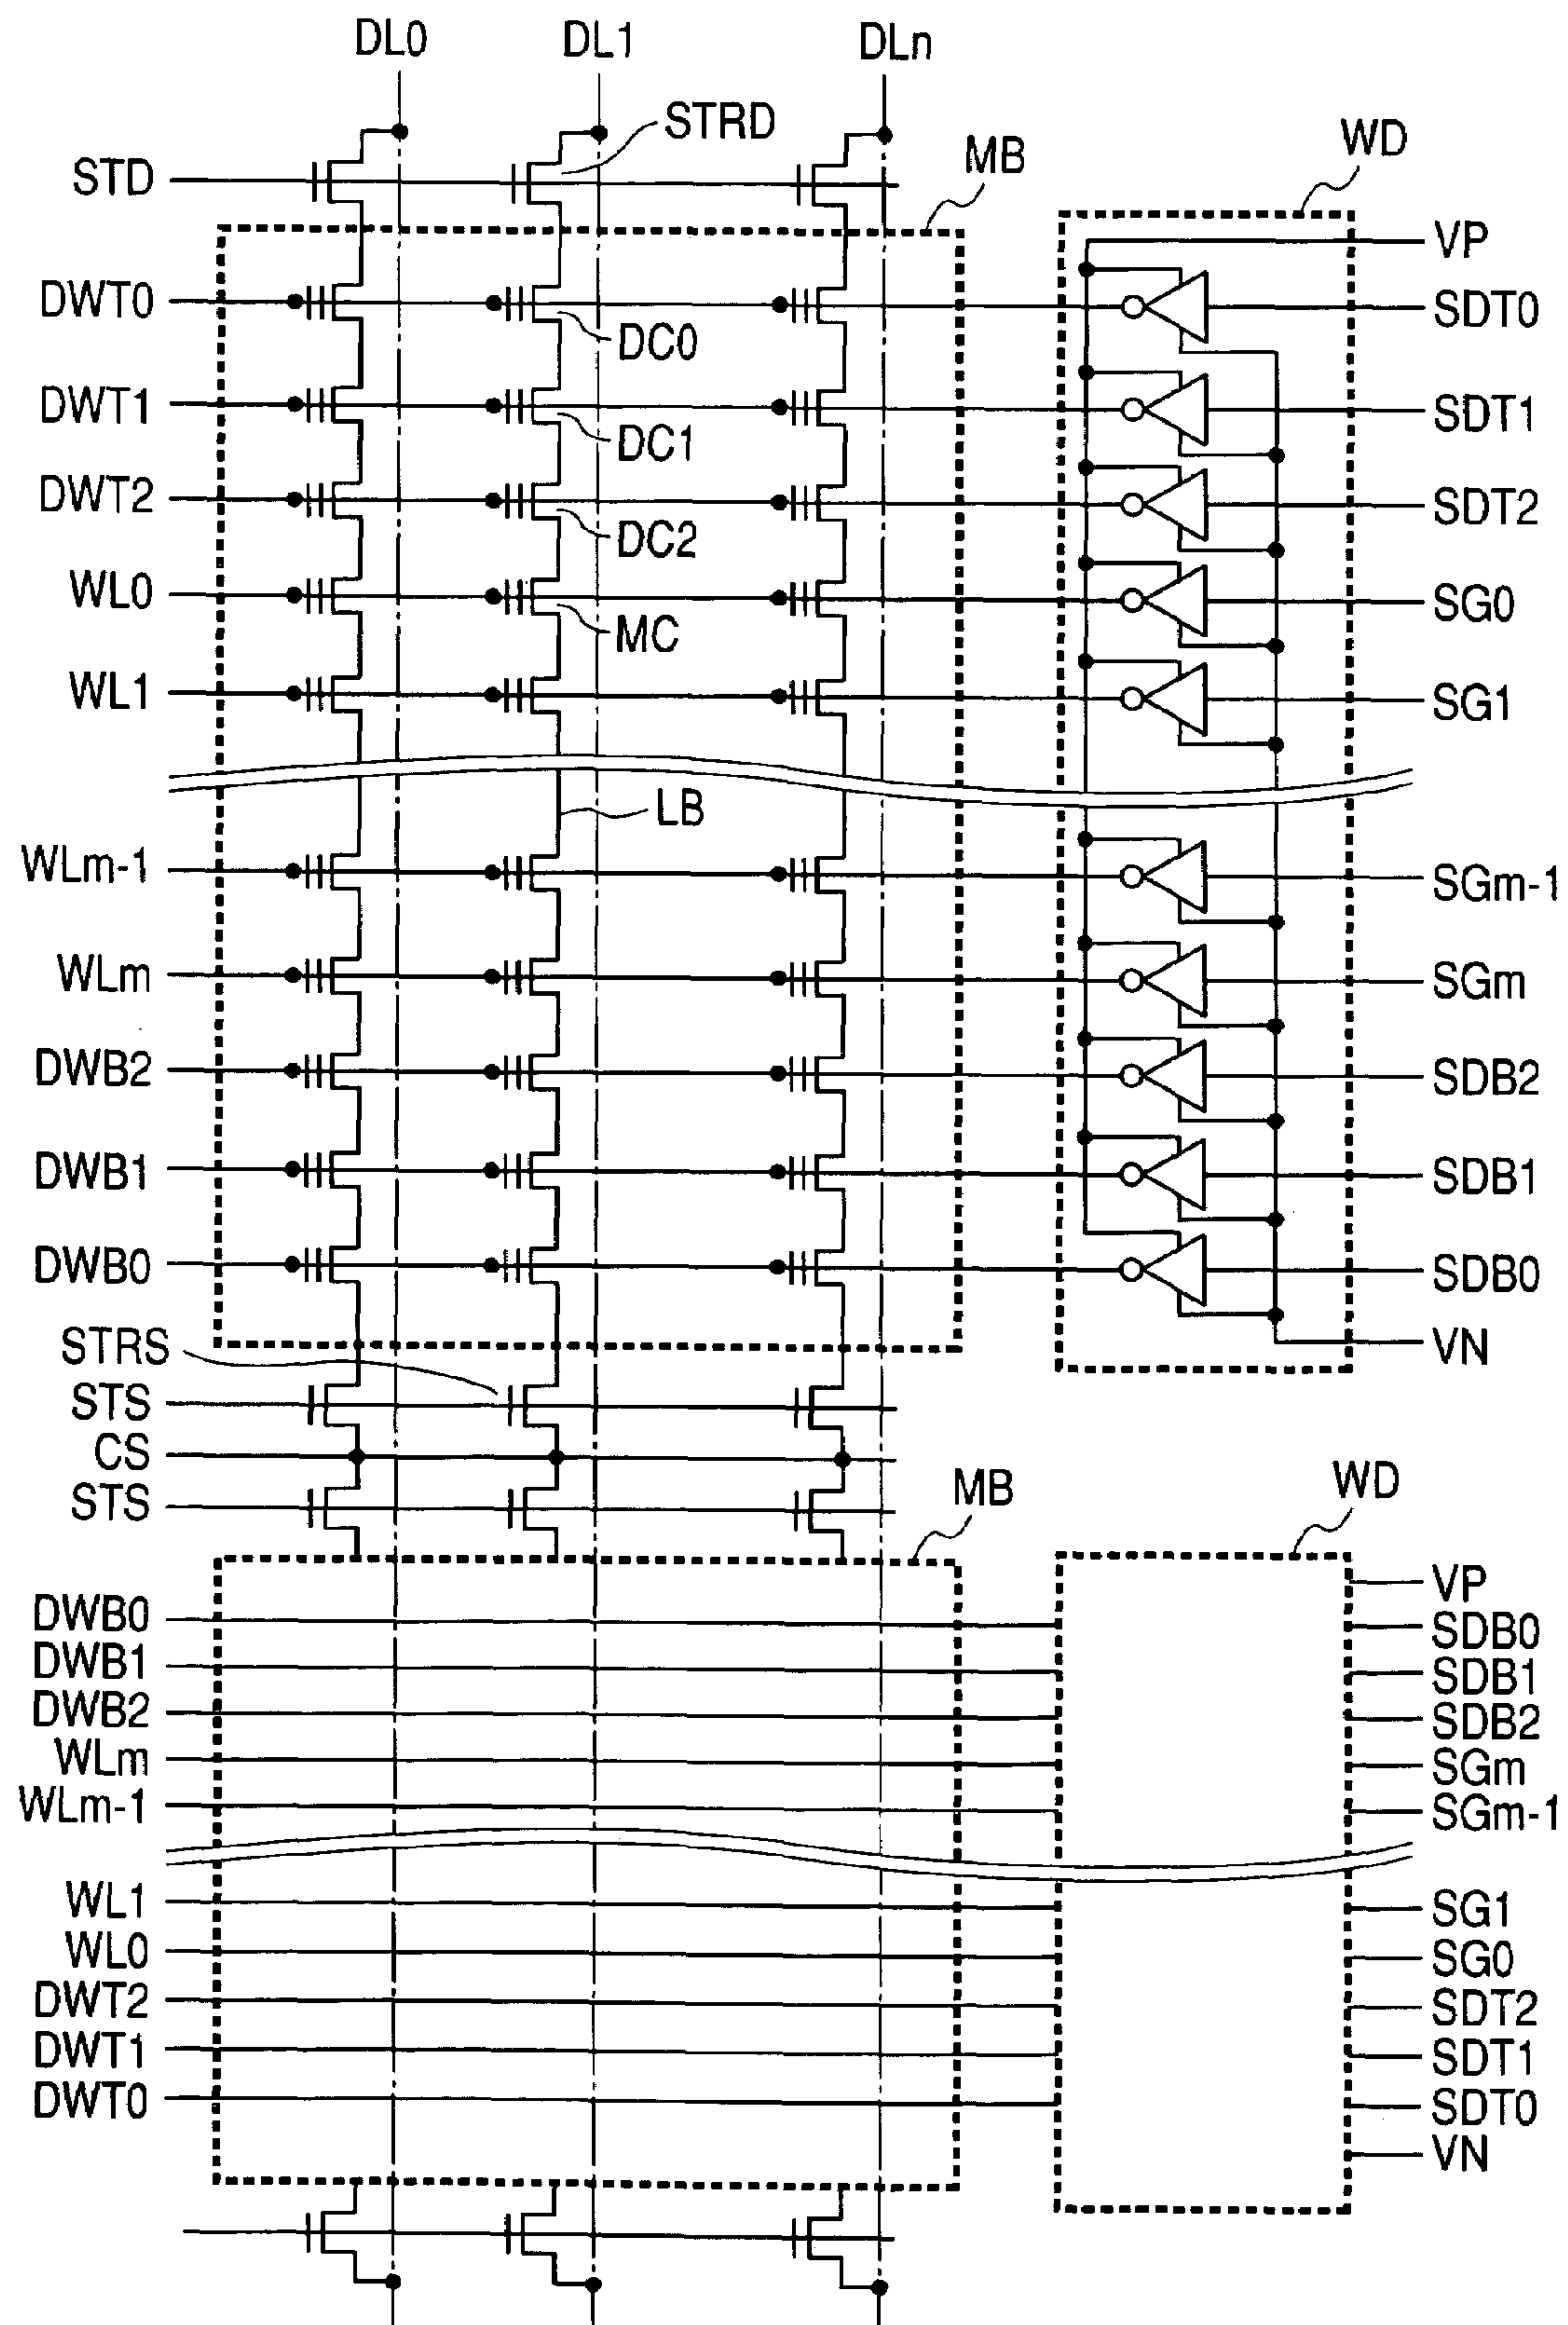 DL0 DL1 DLn
STRD
STD
MB
WD
VP
DWT0 SDT0
DC0
DWT1 SDT1
DC1
DWT2 SDT2
DC2
WL0 SG0
MC
WL1 SG1
LB
WLm-1 SGm-1
WLm SGm
DWB2 SDB2
DWB1 SDB1
DWB0 SDB0
STRS VN
STS
CS
STS
MB
WD
VP
DWB0 SDB0
DWB1 SDB1
DWB2 SDB2
WLm SGm
WLm-1 SGm-1
WL1 SG1
WL0 SG0
DWT2 SDT2
DWT1 SDT1
DWT0 SDT0
VN